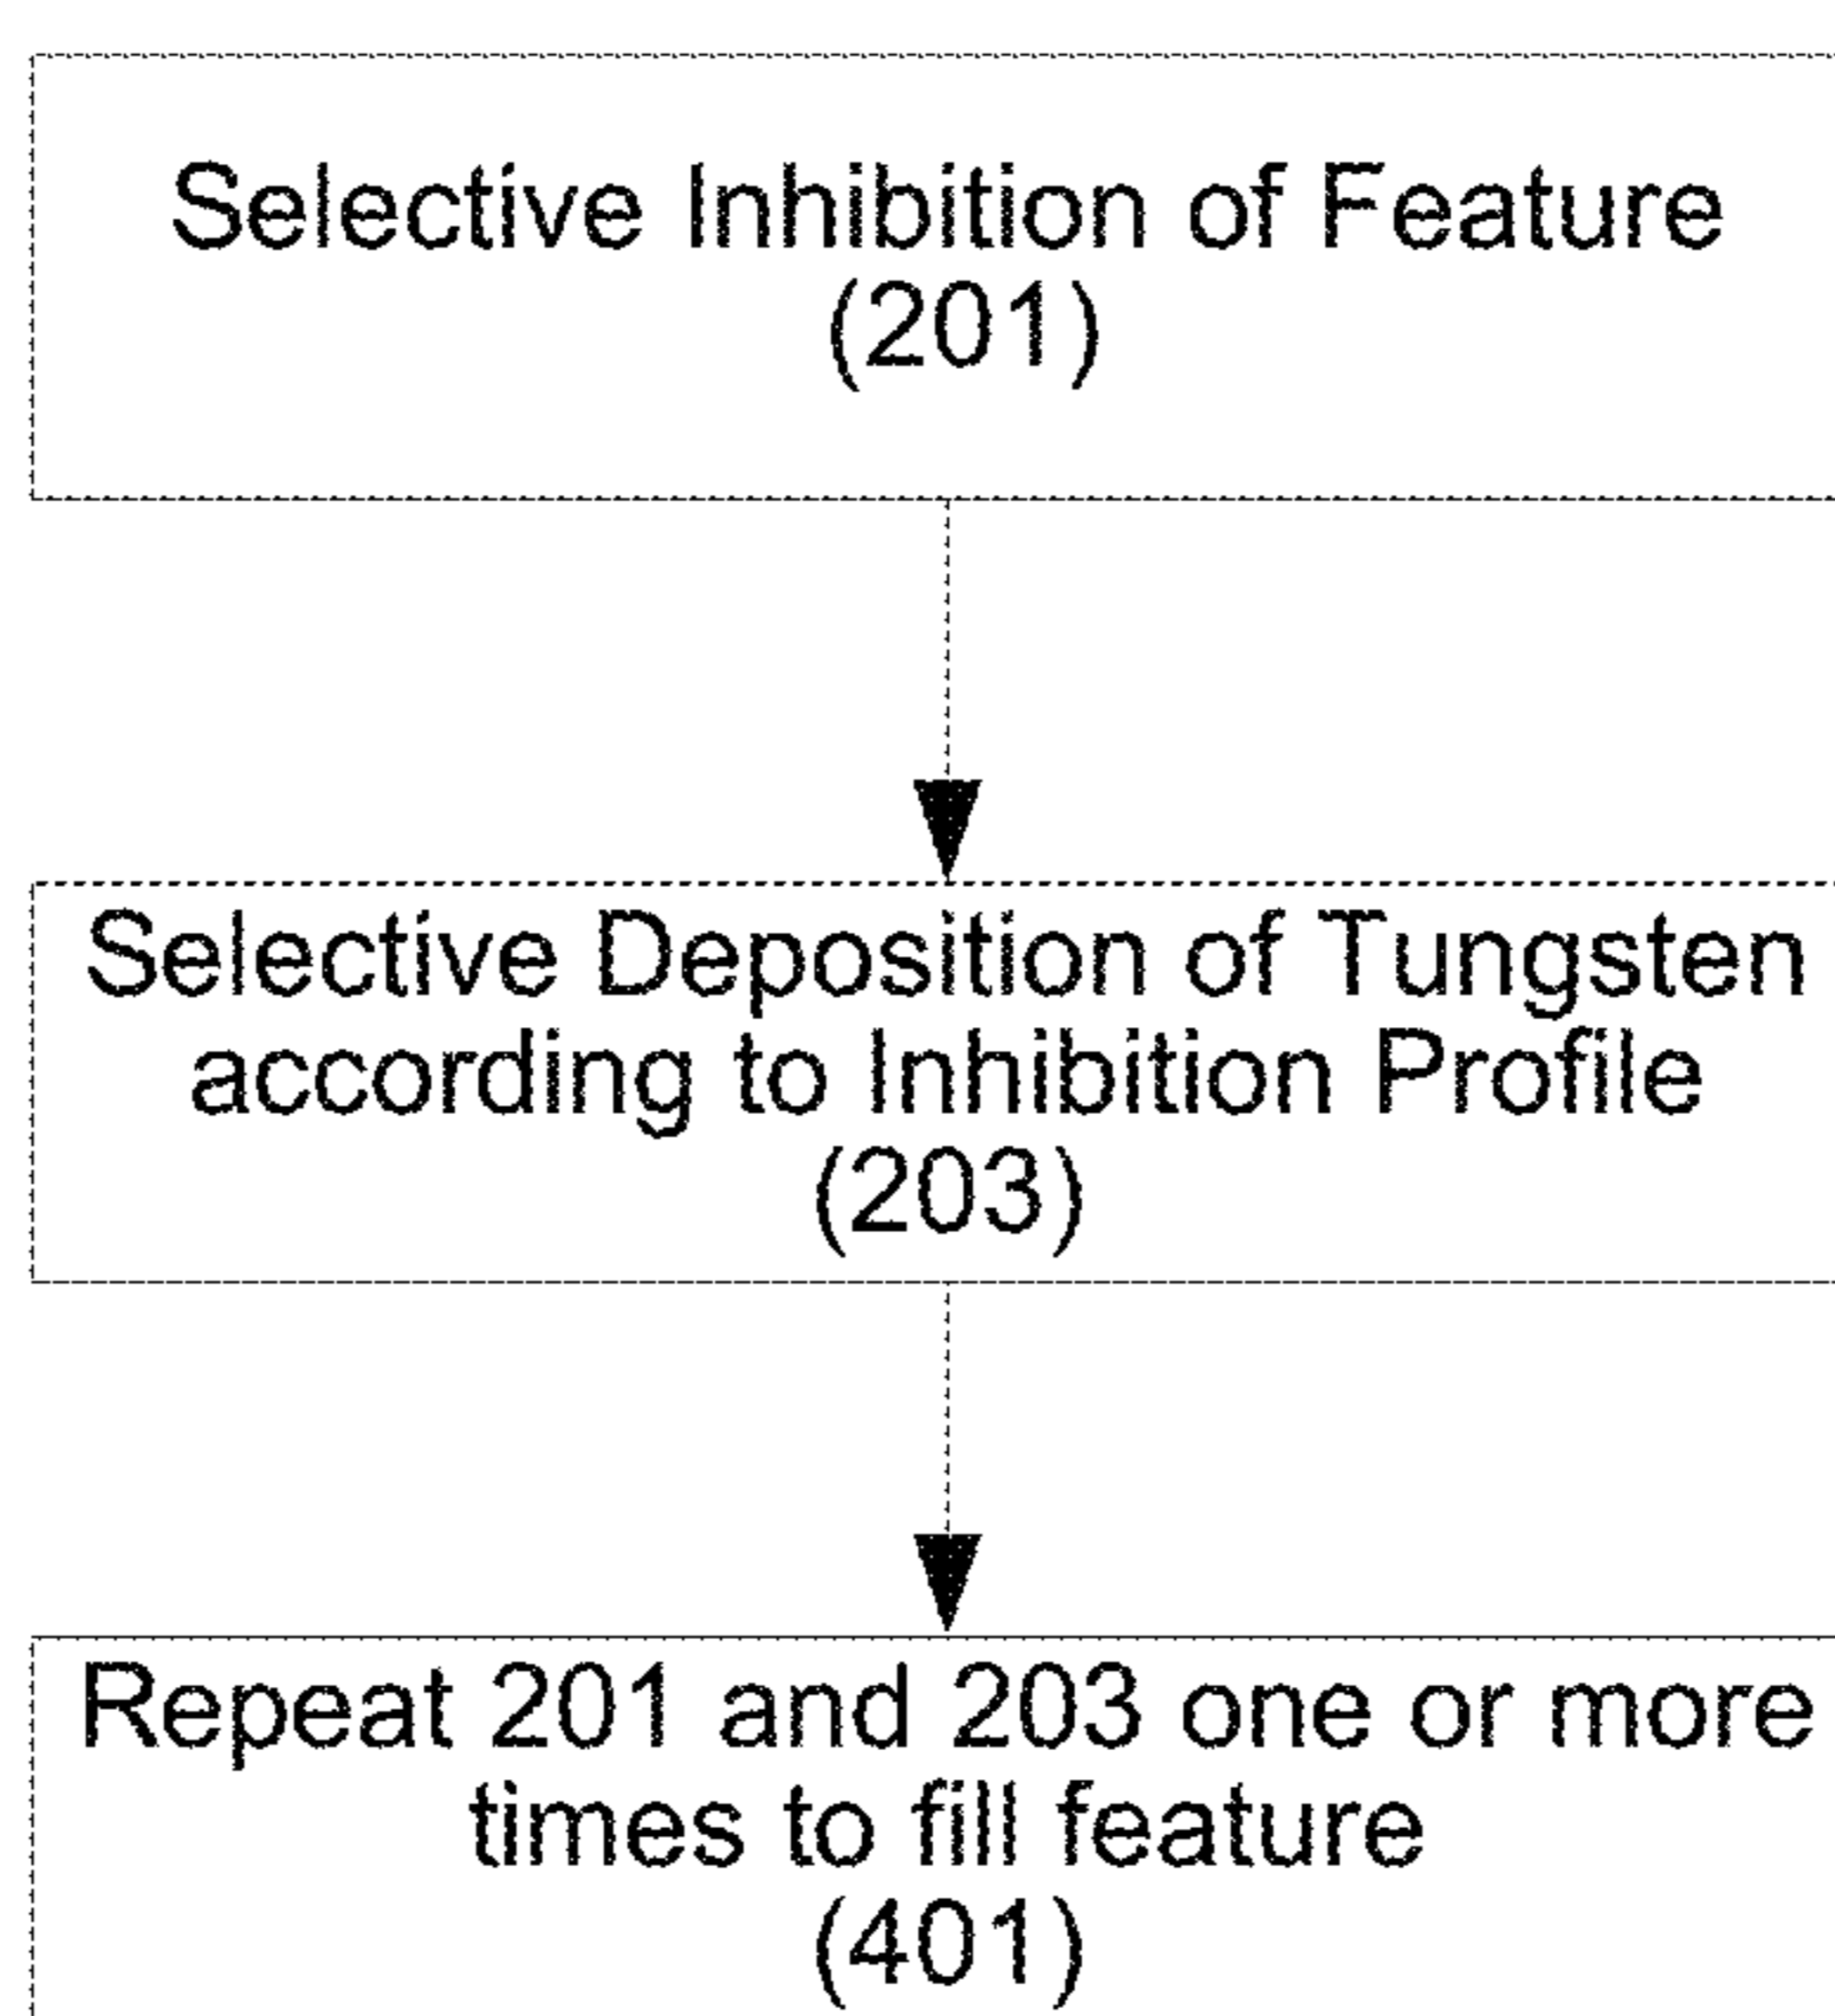 Selective Inhibition of Feature
(201)
Selective Deposition of Tungsten
according to Inhibition Profile
(203)
Repeat 201 and 203 one or more
times to fill feature
(401)